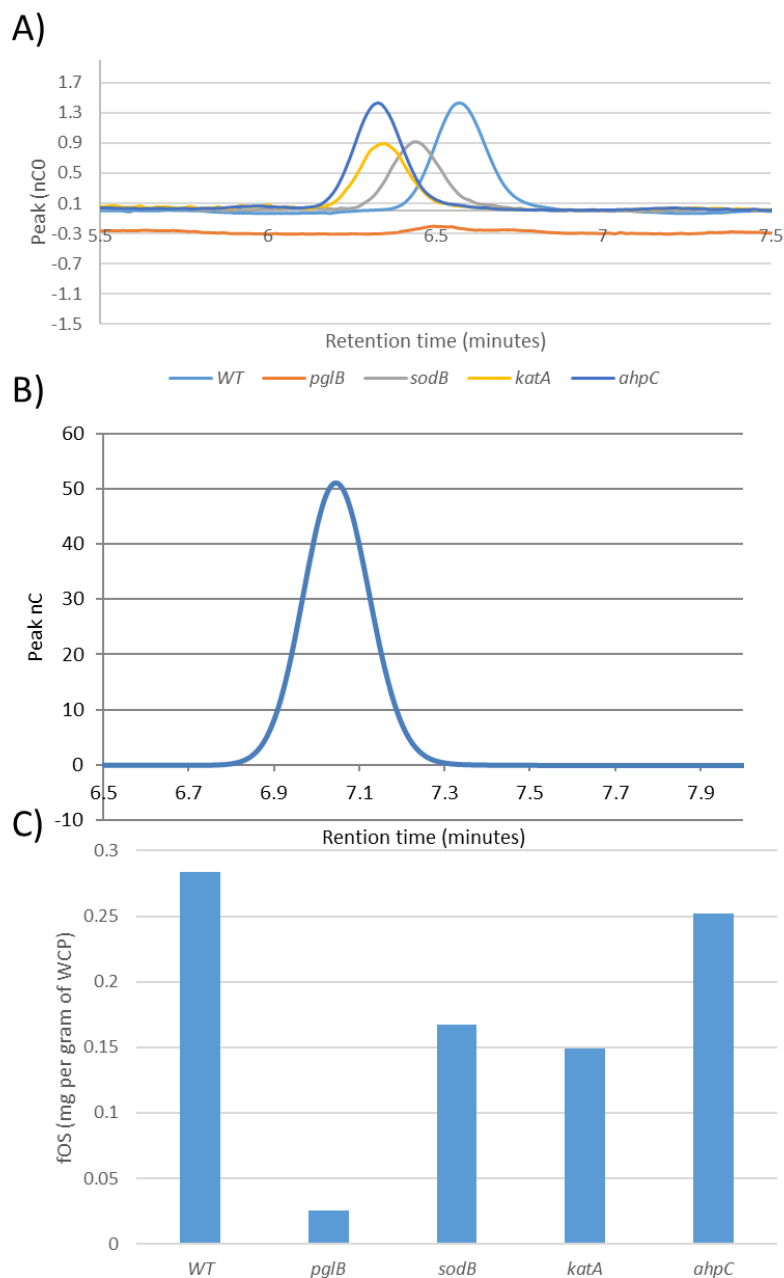 A)
1.7
1.3
0.9
0.5
0.1
-0.3
-0.7
-1.1
-1.5
5.5 6 6.5 7 7.5
Peak (nC0
Retention time (minutes)
WT pglB sodB katA ahpC
B)
60
50
40
30
20
10
0
-10
6.5 6.7 6.9 7.1 7.3 7.5 7.7 7.9
Peak nC
Rention time (minutes)
C)
0.3
0.25
0.2
0.15
0.1
0.05
0
fOS (mg per gram of WCP)
WT pglB sodB katA ahpC